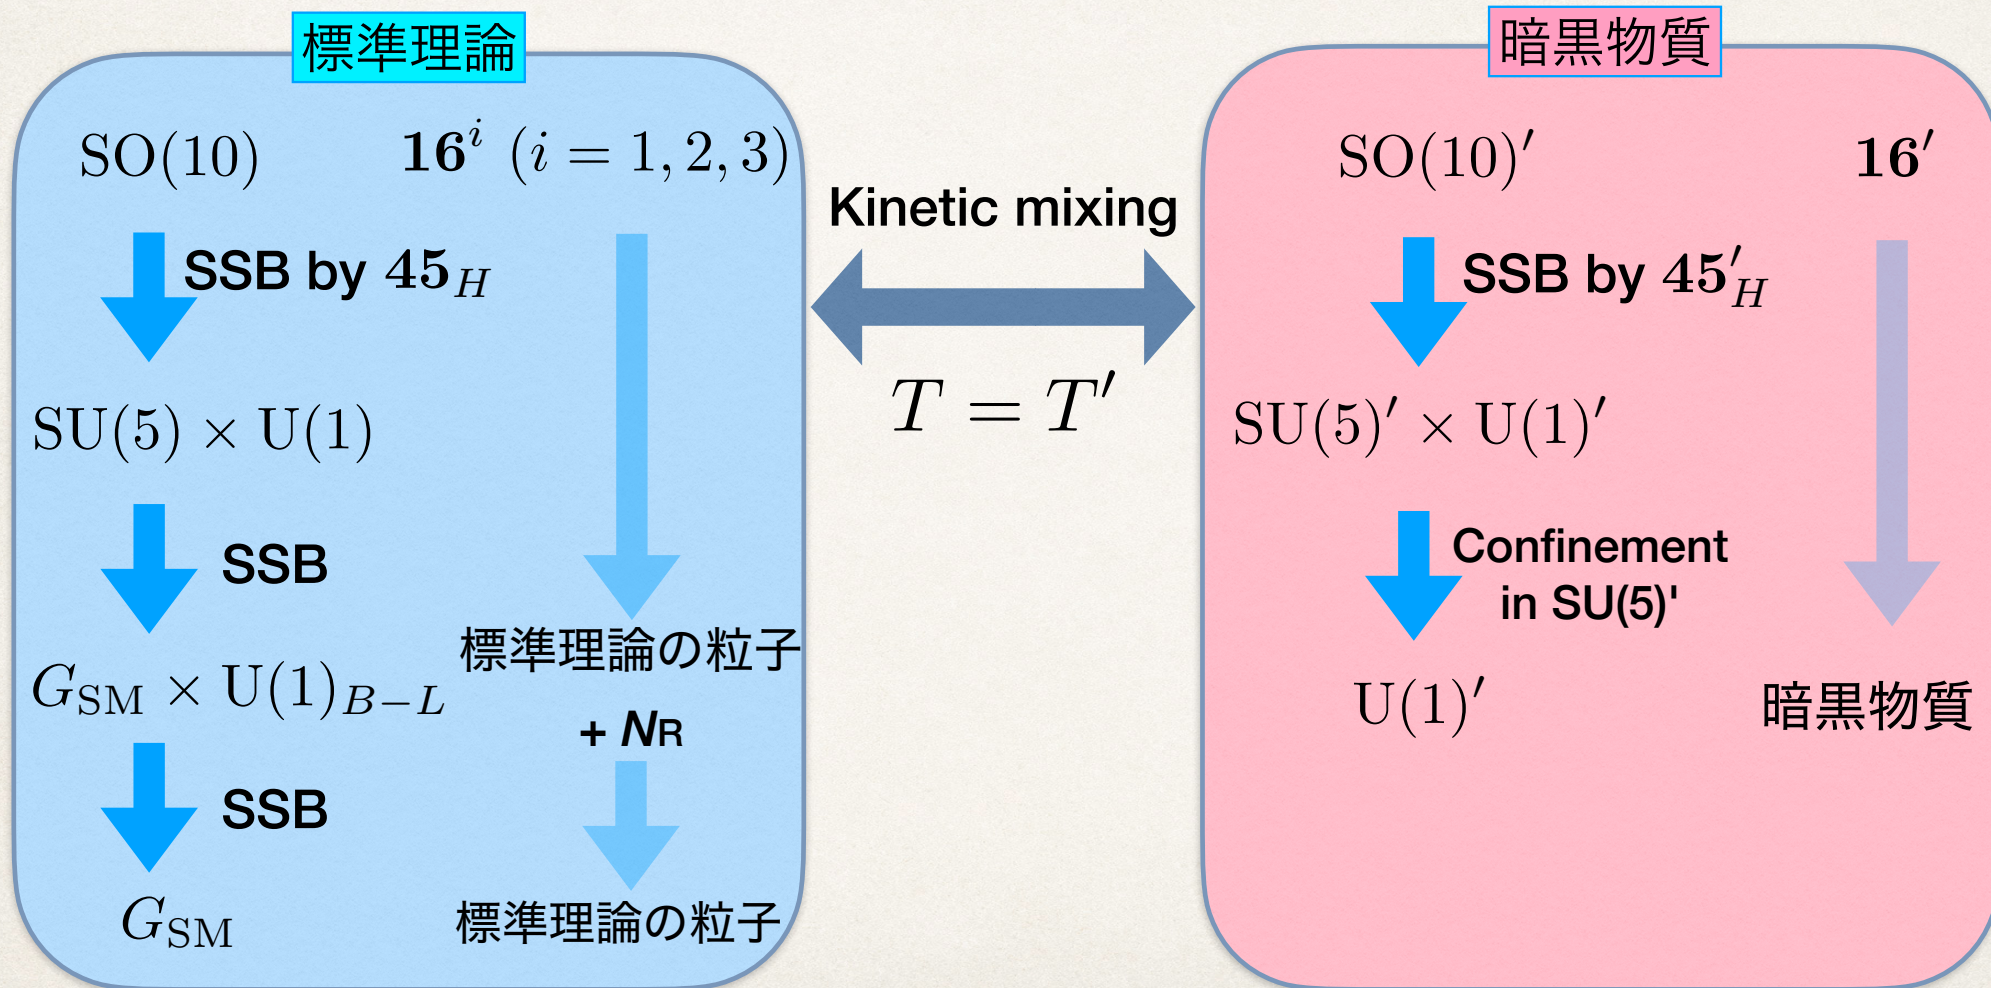 標準理論
SO(10) 16^i (i = 1, 2, 3)
SSB by 45_H
SU(5) × U(1)
SSB
標準理論の粒子
G_SM × U(1)_{B−L}
+ N_R
SSB
G_SM
標準理論の粒子
Kinetic mixing
T = T′
暗黒物質
SO(10)′ 16′
SSB by 45′_H
SU(5)′ × U(1)′
Confinement
in SU(5)'
U(1)′ 暗黒物質